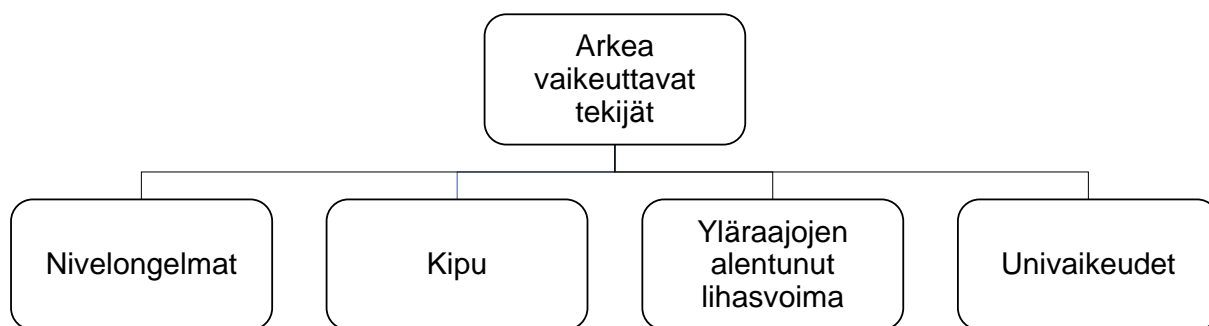 Arkea
vaikeuttavat
tekijät
Nivelongelmat
Kipu
Yläraajojen
alentunut
lihasvoima
Univaikeudet